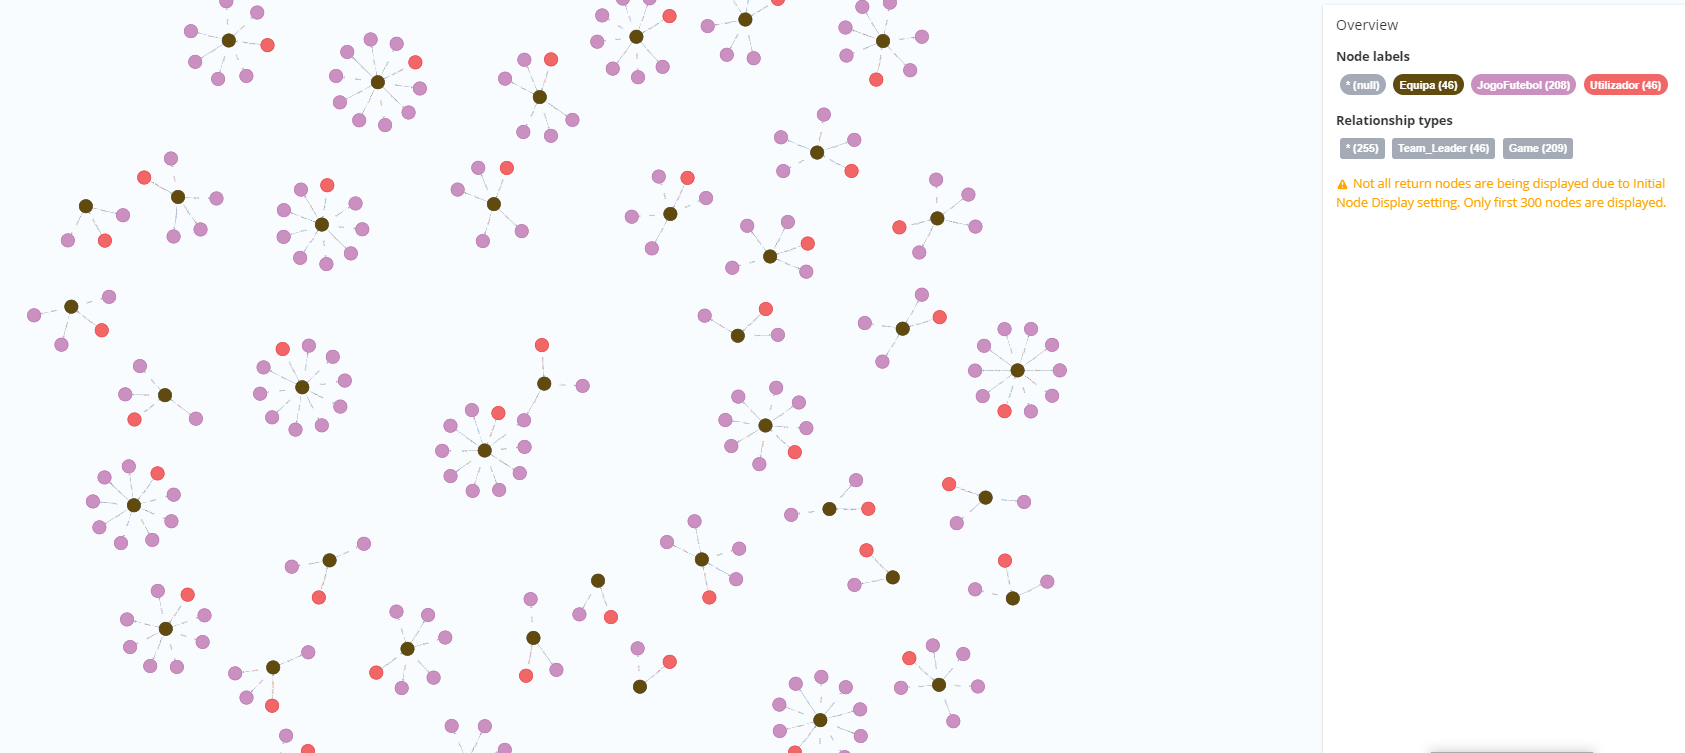 Overview
Node labels
* (null) Equipa (46) JogoFutebol (208) Utilizador (46)
Relationship types
* (255) Team_Leader (46) Game (209)
Not all return nodes are being displayed due to Initial
Node Display setting. Only first 300 nodes are displayed.